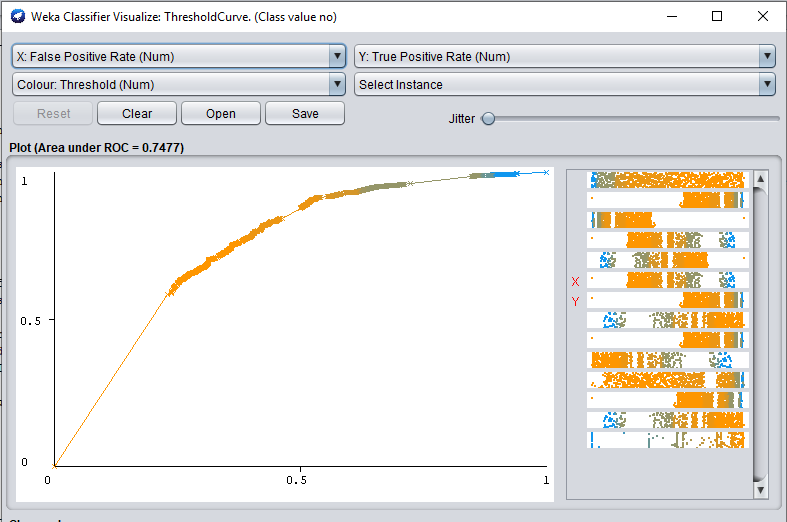 Weka Classifier Visualize: ThresholdCurve. (Class value no)
X: False Positive Rate (Num) Y: True Positive Rate (Num)
Colour: Threshold (Num) Select Instance
Reset Clear Open Save Jitter
Plot (Area under ROC = 0.7477)
1
0.5
0
0 0.5 1
X
Y